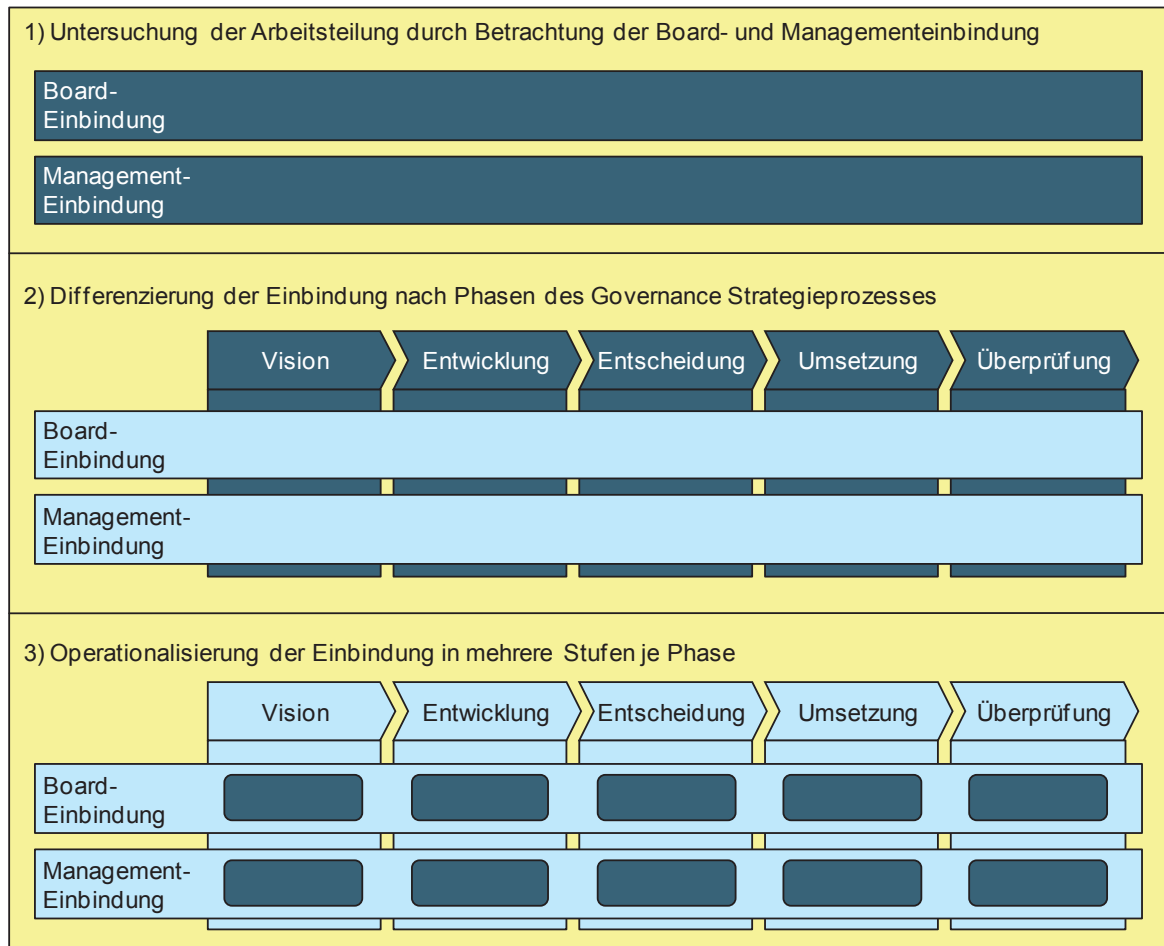 1) Untersuchung der Arbeitsteilung durch Betrachtung der Board- und Managementeinbindung
Board-
Einbindung
Management-
Einbindung
2) Differenzierung der Einbindung nach Phasen des Governance Strategieprozesses
Vision Entwicklung Entscheidung Umsetzung Überprüfung
Board-
Einbindung
Management-
Einbindung
3) Operationalisierung der Einbindung in mehrere Stufen je Phase
Vision Entwicklung Entscheidung Umsetzung Überprüfung
Board-
Einbindung
Management-
Einbindung